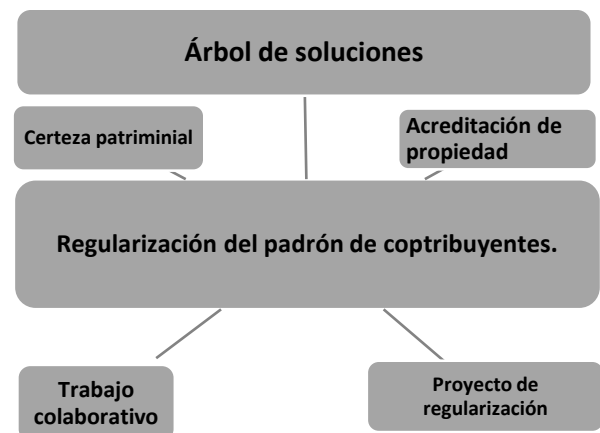 Árbol de soluciones
Certeza patriminial
Acreditación de
propiedad
Regularización del padrón de coptribuyentes.
Trabajo
colaborativo
Proyecto de
regularización